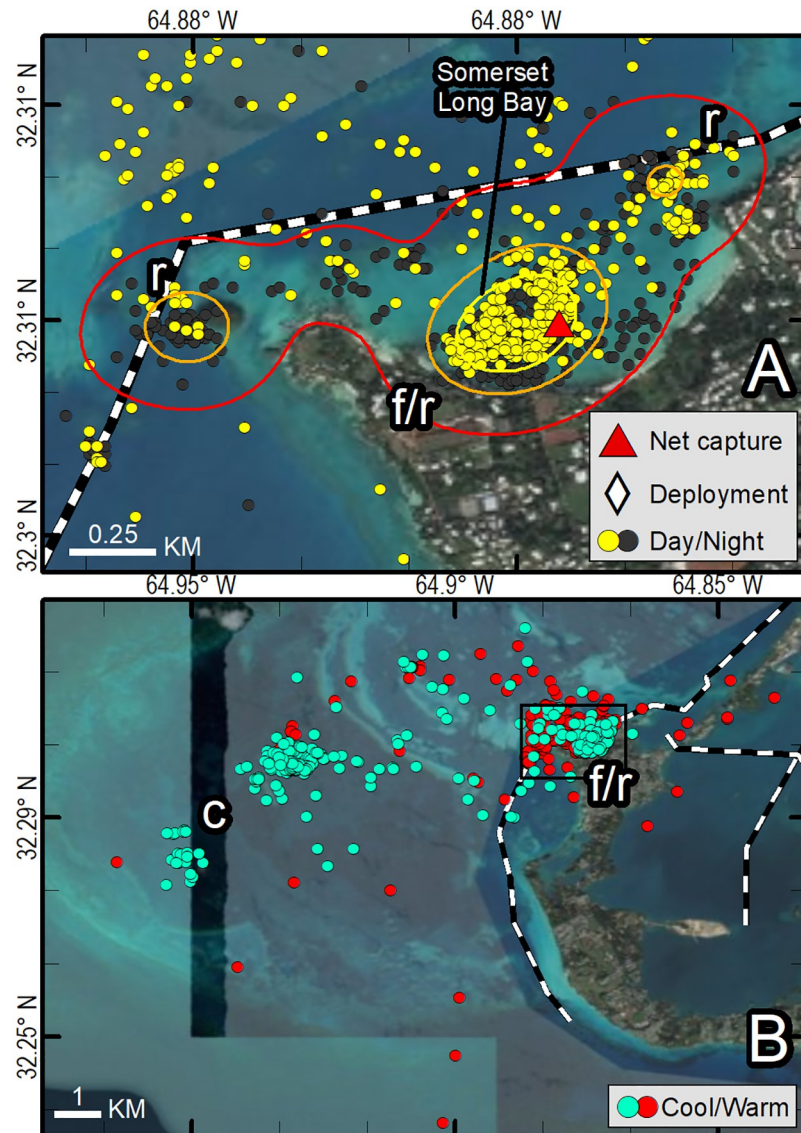 64.88° W
64.88° W
32.31° N
32.31° N
32.3° N
Somerset
Long Bay
r
r
f/r
A
Net capture
Deployment
Day/Night
0.25
KM
64.95° W
64.9° W
64.85° W
32.29° N
32.25° N
c
f/r
B
1
KM
Cool/Warm